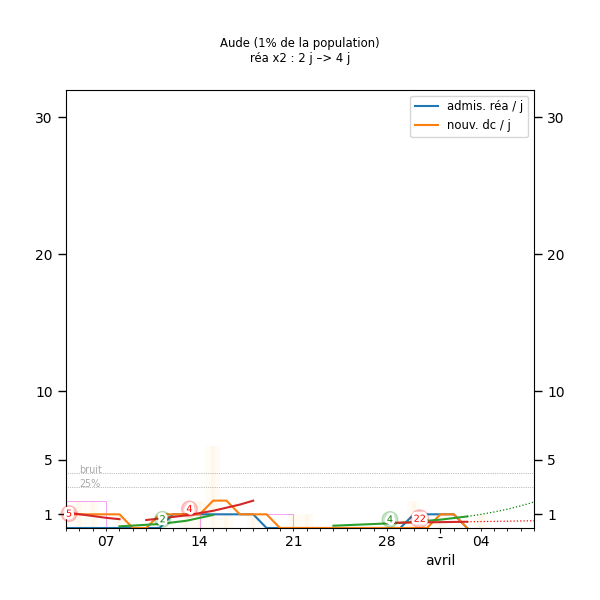 Aude (1% de la population)
réa x2 : 2 j –> 4 j
admis. réa / j
nouv. dc / j
30 30
20 20
10 10
5 5
bruit
25%
1 1
5 2 4 4 22
07 14 21 28 - 04
avril